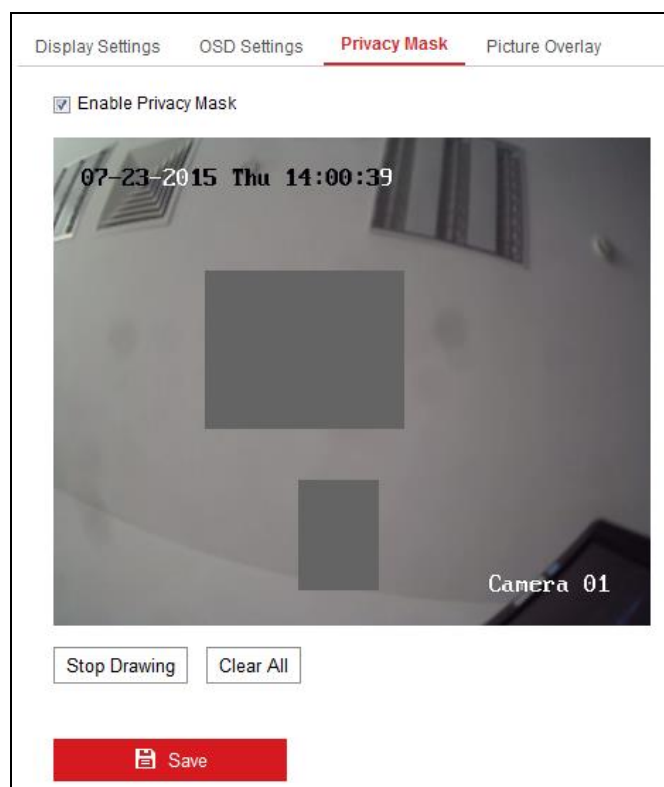 Display Settings OSD Settings Privacy Mask Picture Overlay
Enable Privacy Mask
07-23-2015 Thu 14:00:39
Camera 01
Stop Drawing Clear All
Save